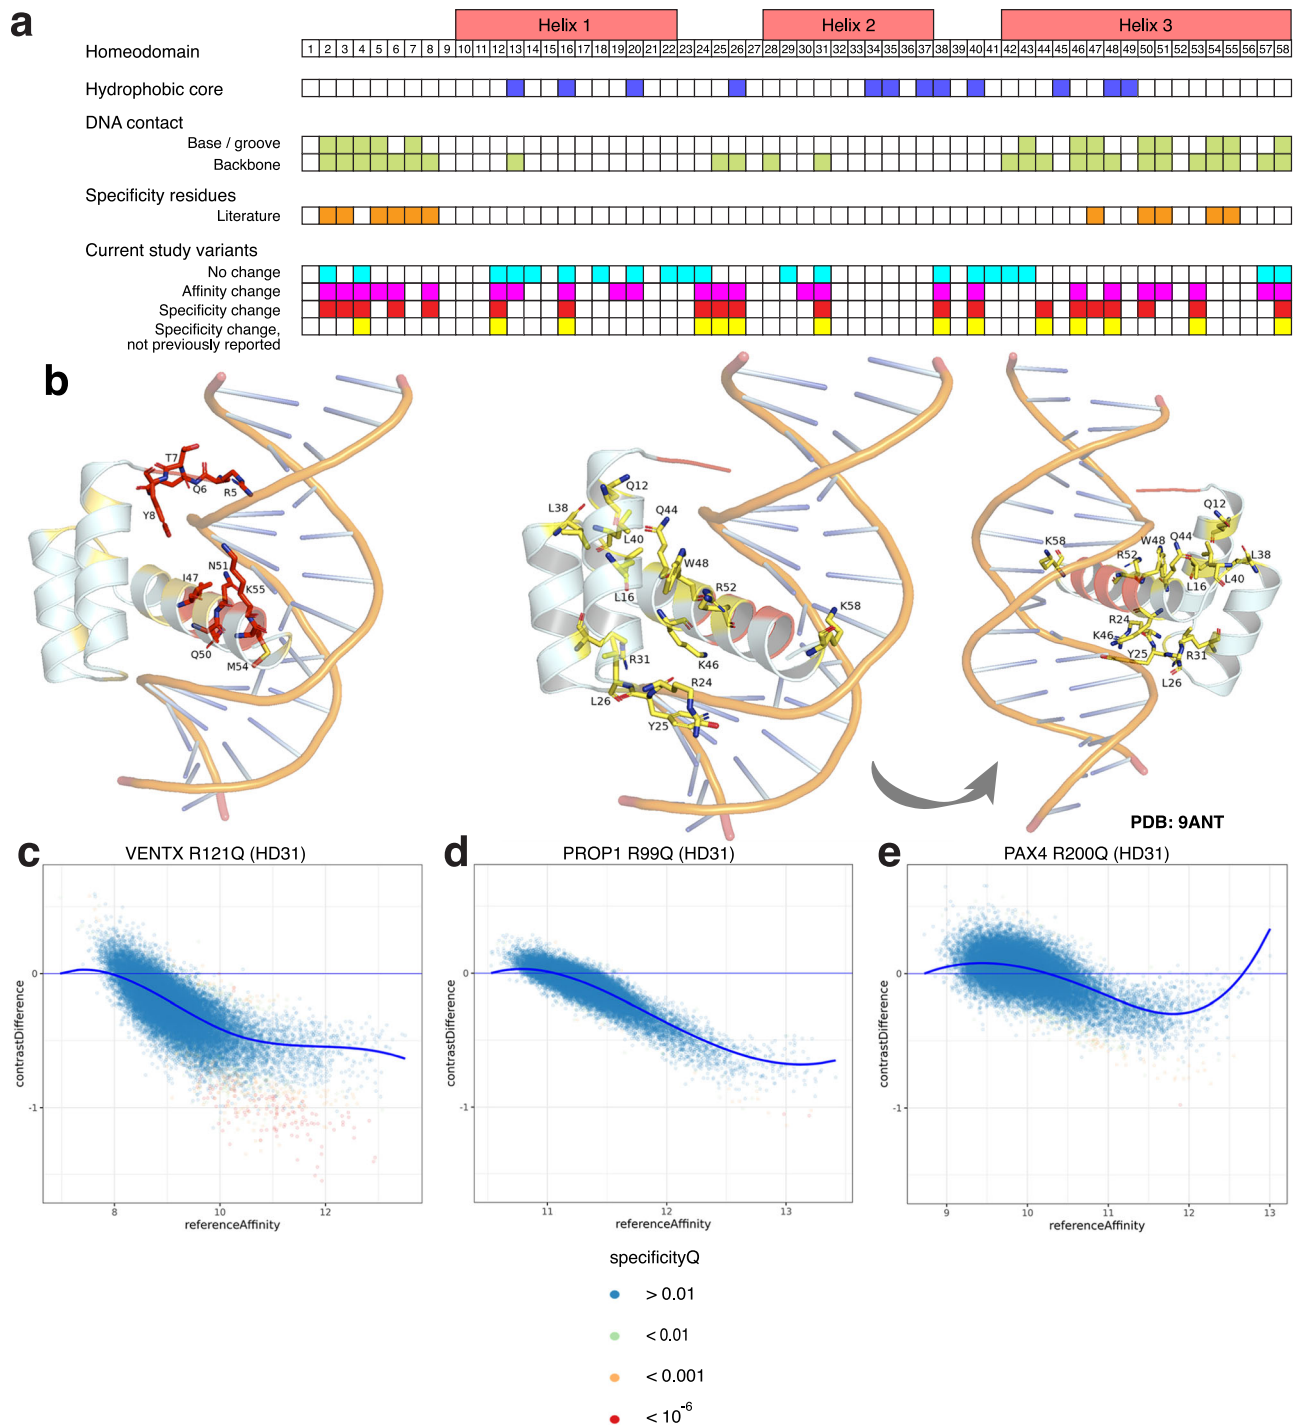 a
Helix 1 Helix 2 Helix 3
Homeodomain 1 2 3 4 5 6 7 8 9 10 11 12 13 14 15 16 17 18 19 20 21 22 23 24 25 26 27 28 29 30 31 32 33 34 35 36 37 38 39 40 41 42 43 44 45 46 47 48 49 50 51 52 53 54 55 56 57 58
Hydrophobic core
DNA contact
Base / groove
Backbone
Specificity residues
Literature
Current study variants
No change
Affinity change
Specificity change
Specificity change,
not previously reported
b
T7
Q6
R5
Y8
N51
I47
K55
Q50
M54
Q12
L38
Q44
L40
W48
L16
R52
K58
R31
K46
R24
L26
Y25
Q12
K58
W48
Q44
R52
L38
L16
L40
R24
K46
Y25
R31
L26
PDB: 9ANT
c
VENTX R121Q (HD31)
contrastDifference
0
-1
8 10 12
referenceAffinity
d
PROP1 R99Q (HD31)
contrastDifference
0
-1
11 12 13
referenceAffinity
e
PAX4 R200Q (HD31)
contrastDifference
0
-1
9 10 11 12 13
referenceAffinity
specificityQ
> 0.01
< 0.01
< 0.001
< 10⁻⁶